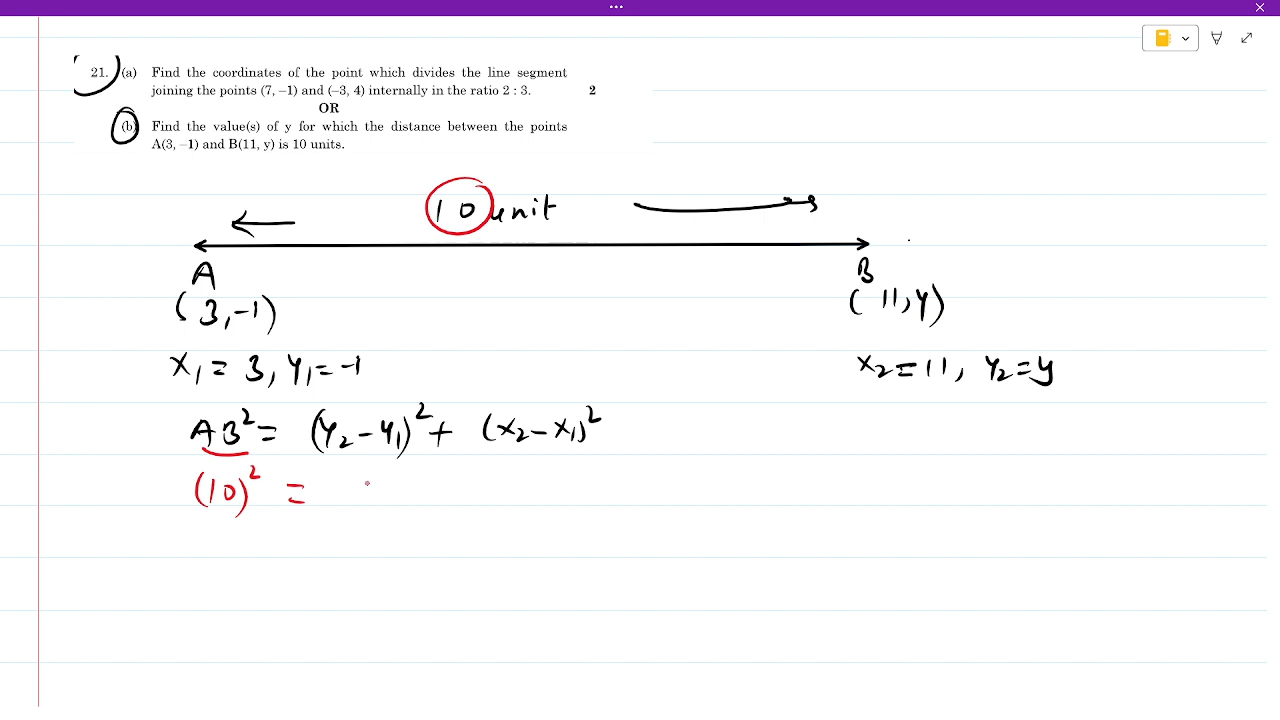 21. (a) Find the coordinates of the point which divides the line segment
joining the points (7, –1) and (–3, 4) internally in the ratio 2 : 3. 2
OR
(b) Find the value(s) of y for which the distance between the points
A(3, –1) and B(11, y) is 10 units.
10 unit
A B
(3,-1) (11,y)
x₁ = 3, y₁ = -1 x₂ = 11, y₂ = y
AB² = (y₂ - y₁)² + (x₂ - x₁)²
(10)² =